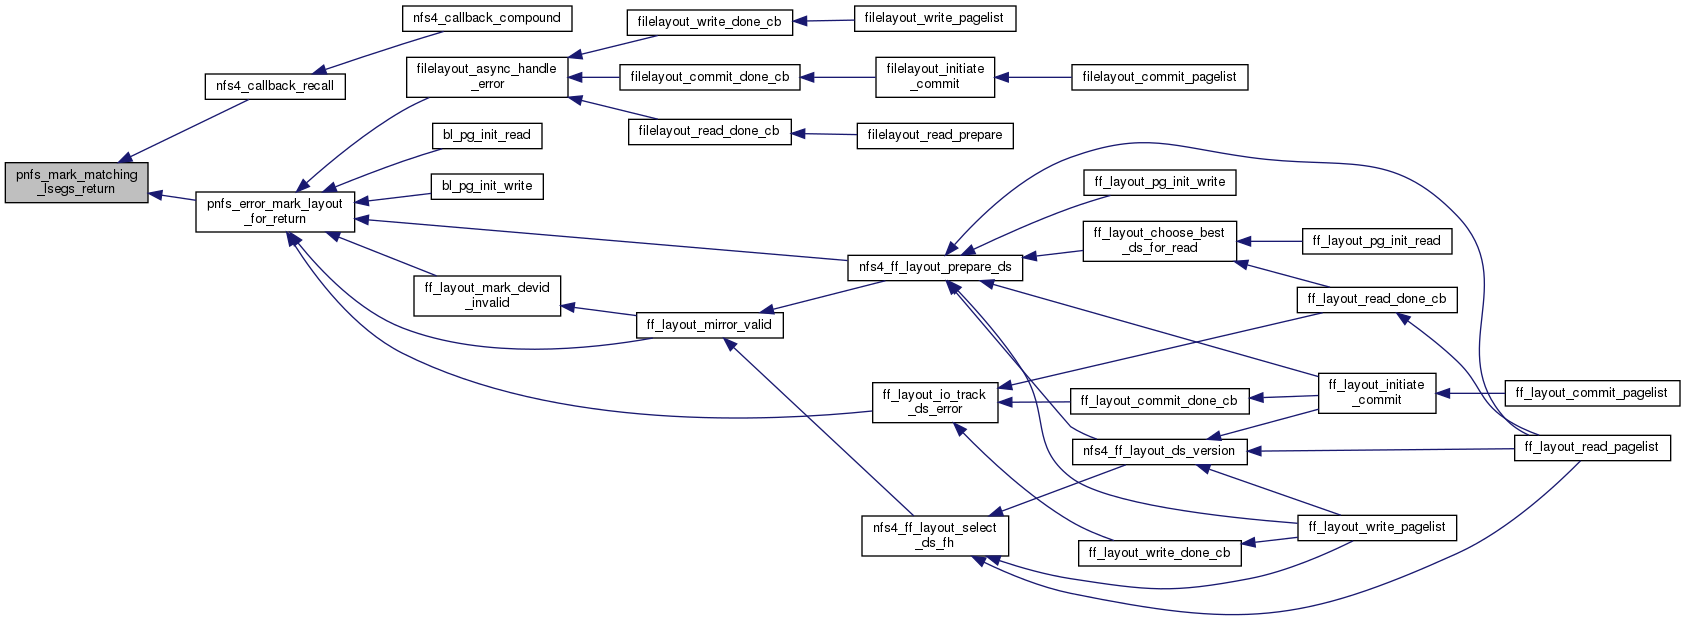 nfs4_callback_compound
filelayout_write_done_cb
filelayout_write_pagelist
nfs4_callback_recall
filelayout_async_handle
_error
filelayout_commit_done_cb
filelayout_initiate
_commit
filelayout_commit_pagelist
filelayout_read_done_cb
filelayout_read_prepare
bl_pg_init_read
pnfs_mark_matching
_lsegs_return
bl_pg_init_write
pnfs_error_mark_layout
_for_return
ff_layout_pg_init_write
ff_layout_choose_best
_ds_for_read
ff_layout_pg_init_read
nfs4_ff_layout_prepare_ds
ff_layout_mark_devid
_invalid
ff_layout_read_done_cb
ff_layout_mirror_valid
ff_layout_io_track
_ds_error
ff_layout_commit_done_cb
ff_layout_initiate
_commit
ff_layout_commit_pagelist
nfs4_ff_layout_ds_version
ff_layout_read_pagelist
nfs4_ff_layout_select
_ds_fh
ff_layout_write_pagelist
ff_layout_write_done_cb